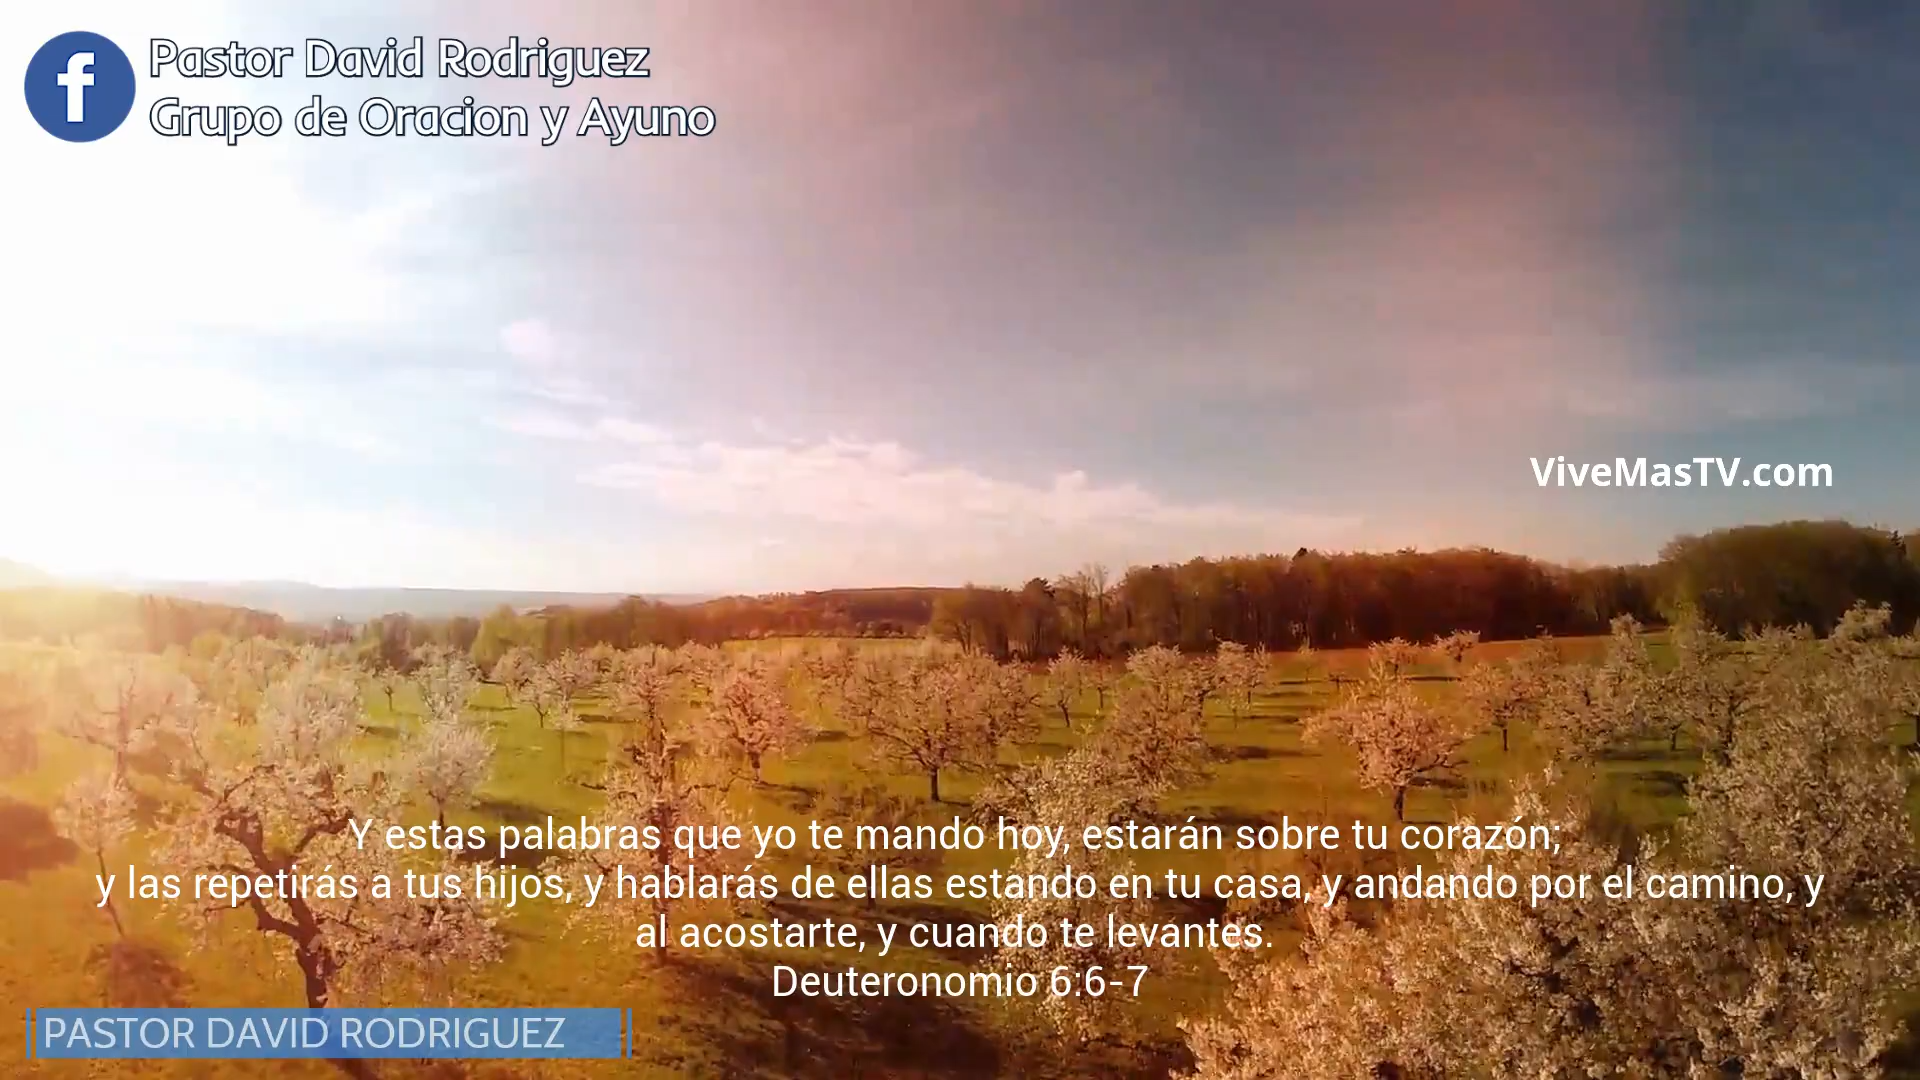 Pastor David Rodriguez
Grupo de Oracion y Ayuno
ViveMasTV.com
Y estas palabras que yo te mando hoy, estarán sobre tu corazón;
y las repetirás a tus hijos, y hablarás de ellas estando en tu casa, y andando por el camino, y
al acostarte, y cuando te levantes.
Deuteronomio 6:6-7
PASTOR DAVID RODRIGUEZ